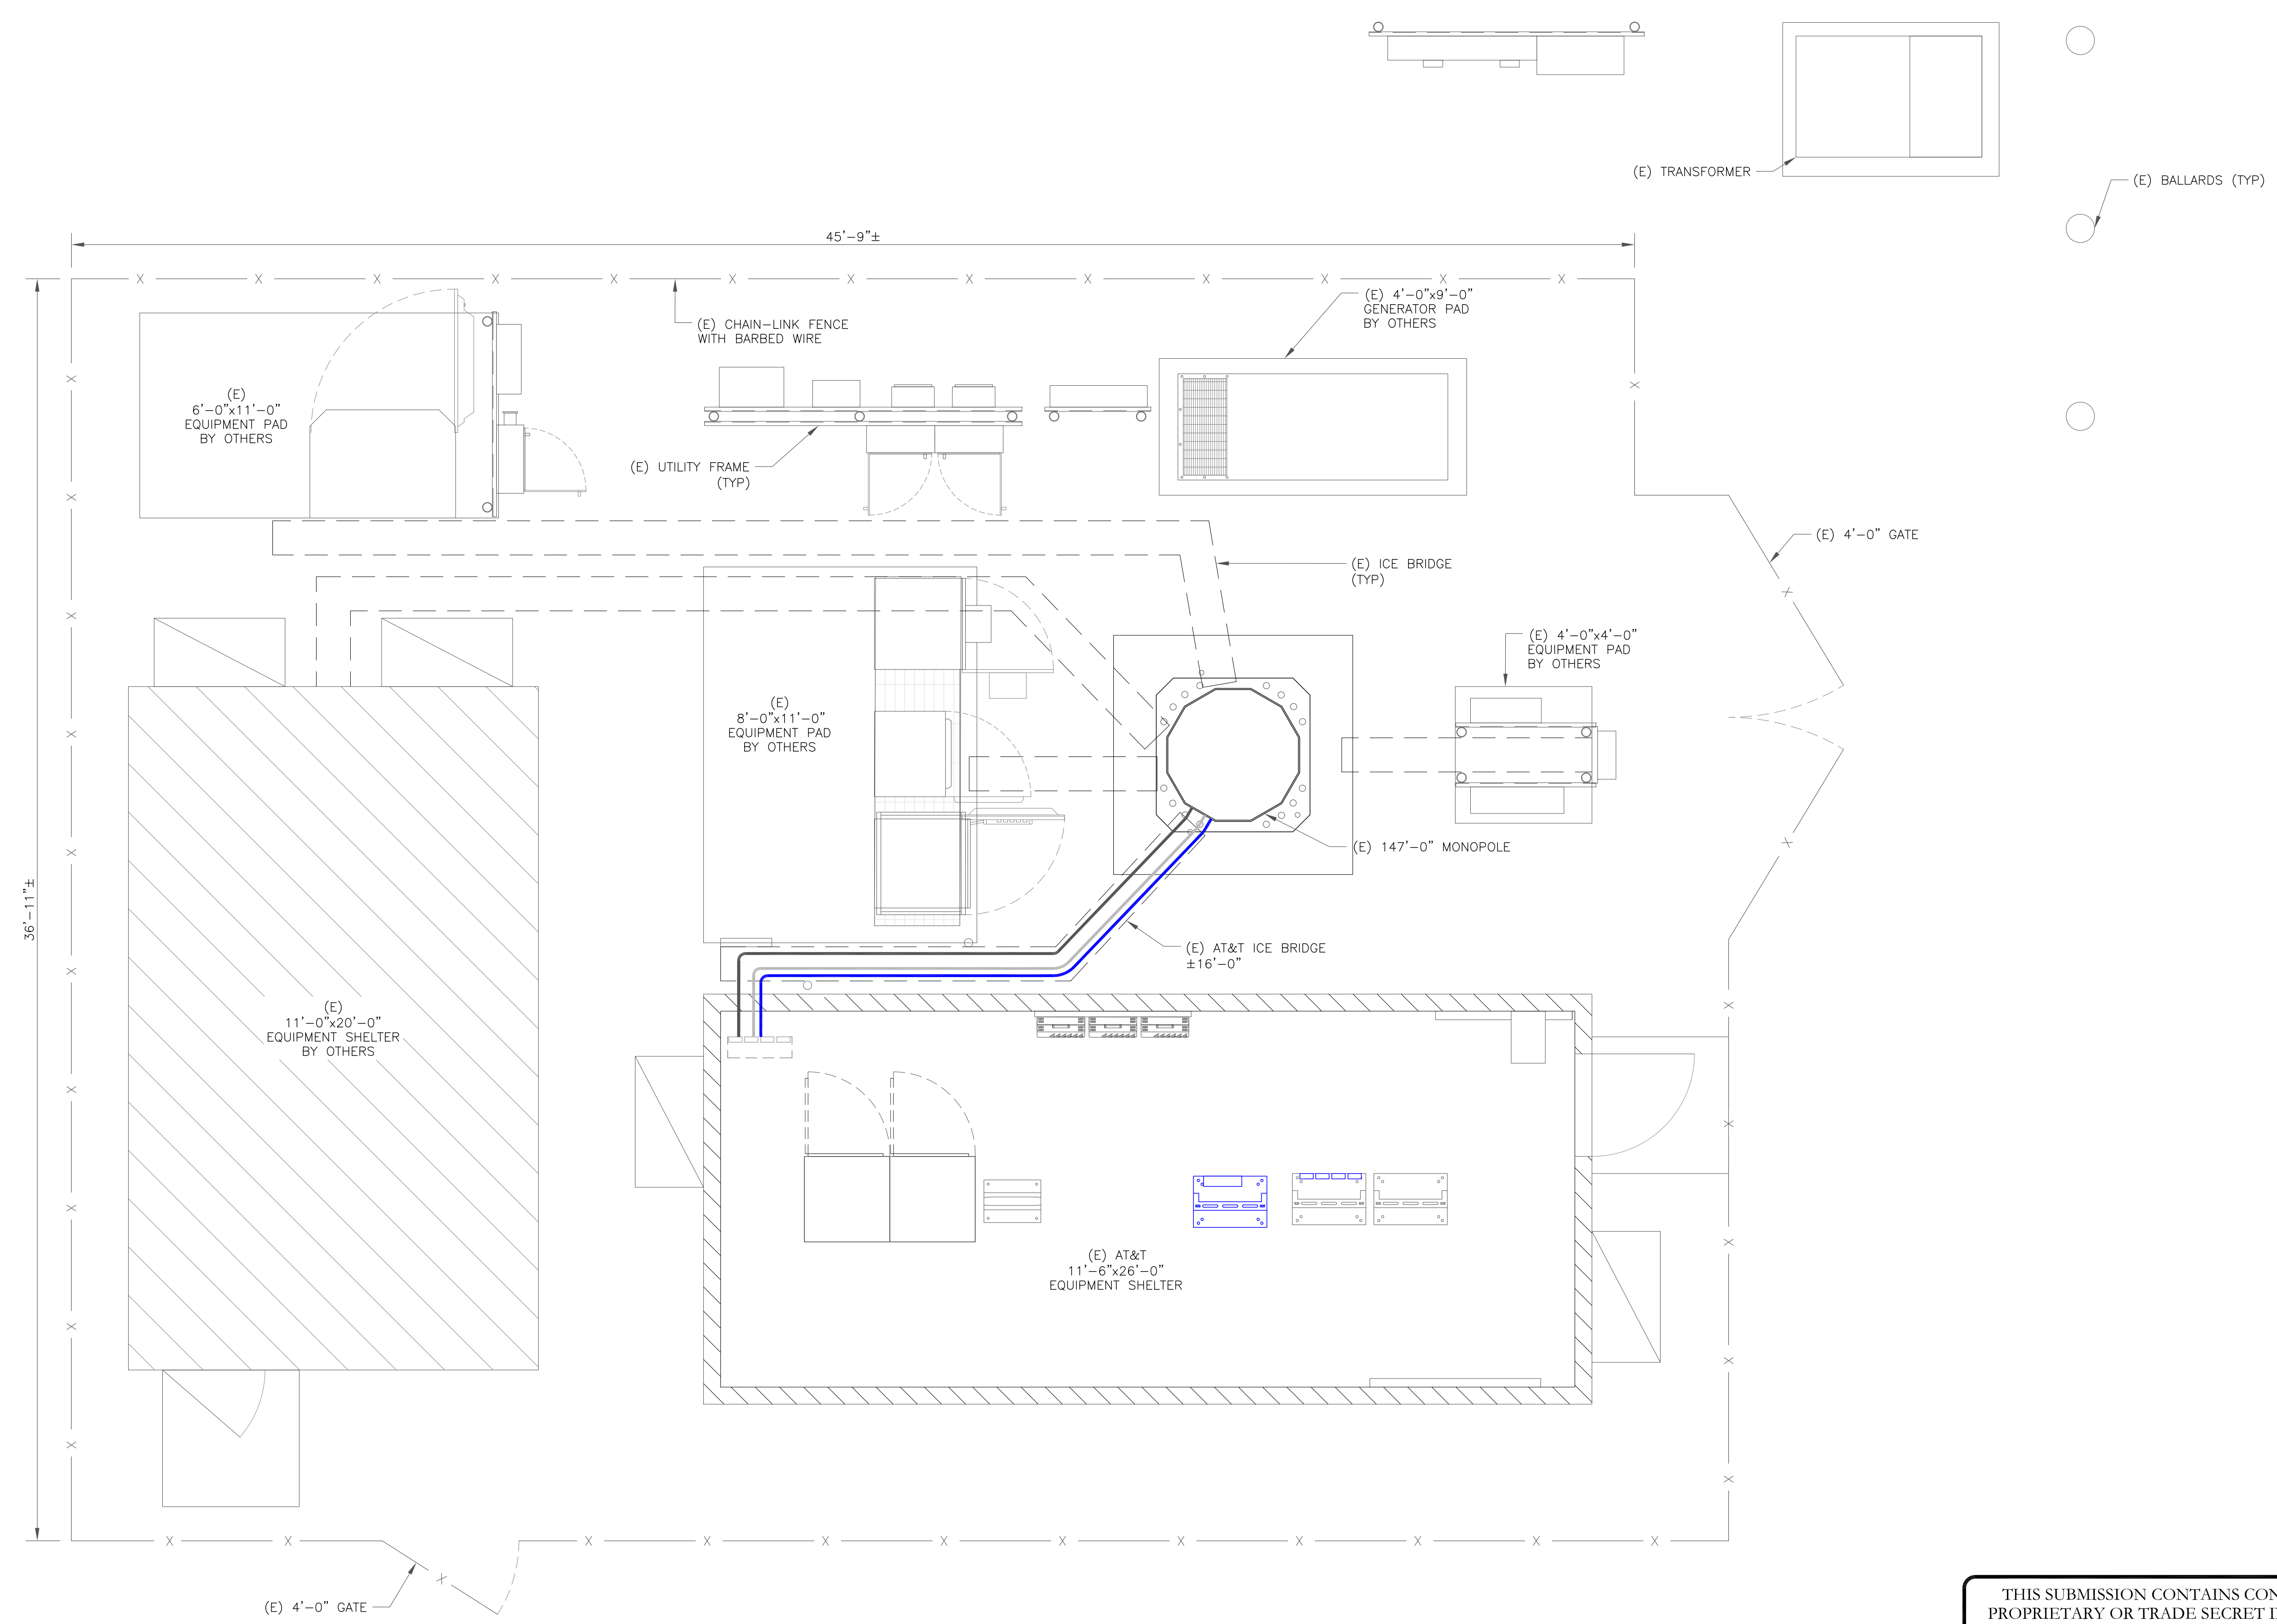 (E) TRANSFORMER
(E) BALLARDS (TYP)
45'-9"±
(E) 4'-0"x9'-0"
GENERATOR PAD
BY OTHERS
(E) CHAIN-LINK FENCE
WITH BARBED WIRE
(E)
6'-0"x11'-0"
EQUIPMENT PAD
BY OTHERS
(E) UTILITY FRAME
(TYP)
(E) 4'-0" GATE
(E) ICE BRIDGE
(TYP)
(E) 4'-0"x4'-0"
EQUIPMENT PAD
BY OTHERS
(E)
8'-0"x11'-0"
EQUIPMENT PAD
BY OTHERS
(E) 147'-0" MONOPOLE
36'-11"±
(E) AT&T ICE BRIDGE
±16'-0"
(E)
11'-0"x20'-0"
EQUIPMENT SHELTER
BY OTHERS
(E) AT&T
11'-6"x26'-0"
EQUIPMENT SHELTER
(E) 4'-0" GATE
THIS SUBMISSION CONTAINS CON
PROPRIETARY OR TRADE SECRET I